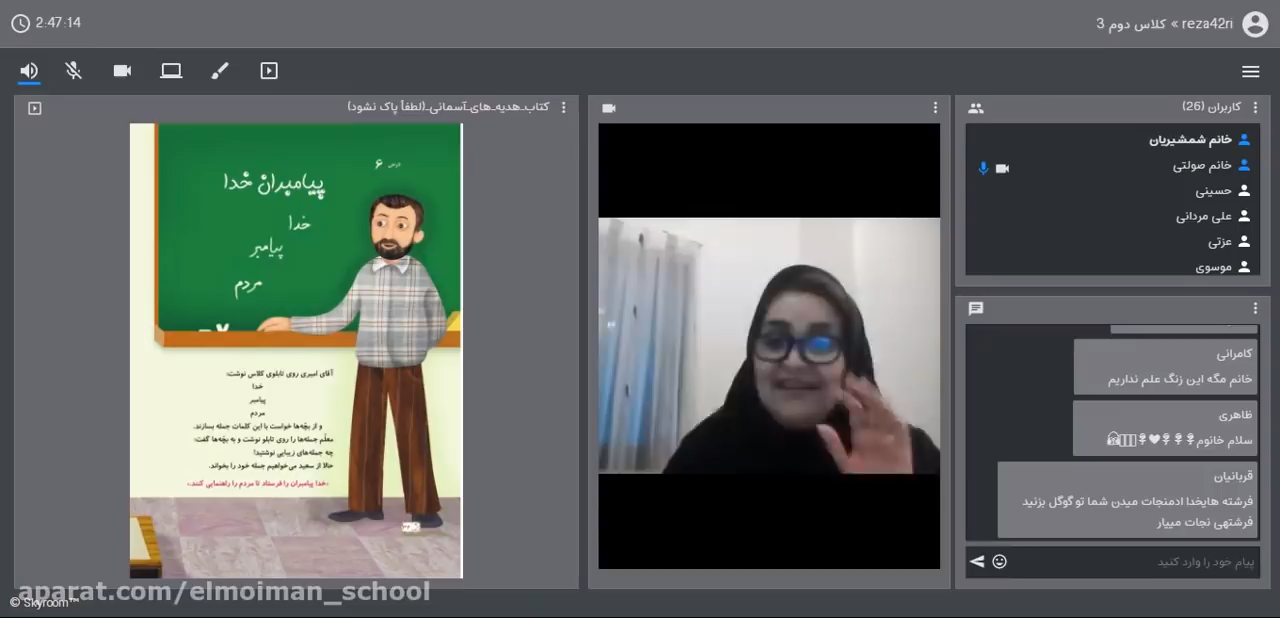 2:47:14
reza42ri » کلاس دوم 3
کتاب_هدیه_های_آسمانی_(لطفاً پاک نشود)
درس ۶
پیامبران خدا
خدا
پیامبر
مردم
آقای امیری روی تابلوی کلاس نوشت:
خدا
پیامبر
مردم
و از بچّه‌ها خواست با این کلمات جمله بسازند.
معلّم جمله‌ها را روی تابلو نوشت و به بچّه‌ها گفت:
چه جمله‌های زیبایی نوشتید!
حالا از سعید می‌خواهیم جمله خود را بخواند.
«خدا پیامبران را فرستاد تا مردم را راهنمایی کنند.»
کاربران (26)
خانم شمشیریان
خانم صولتی
حسینی
علی مردانی
عزتی
موسوی
کامرانی
خانم مگه این زنگ علم نداریم
طاهری
سلام خانوم🌷🌷🌷❤🌷
قربانیان
فرشته هایخدا ادمنجات میدن شما تو گوگل بزنید
فرشتهی نجات مییار
پیام خود را وارد کنید
aparat.com/elmoiman_school
© Skyroom™